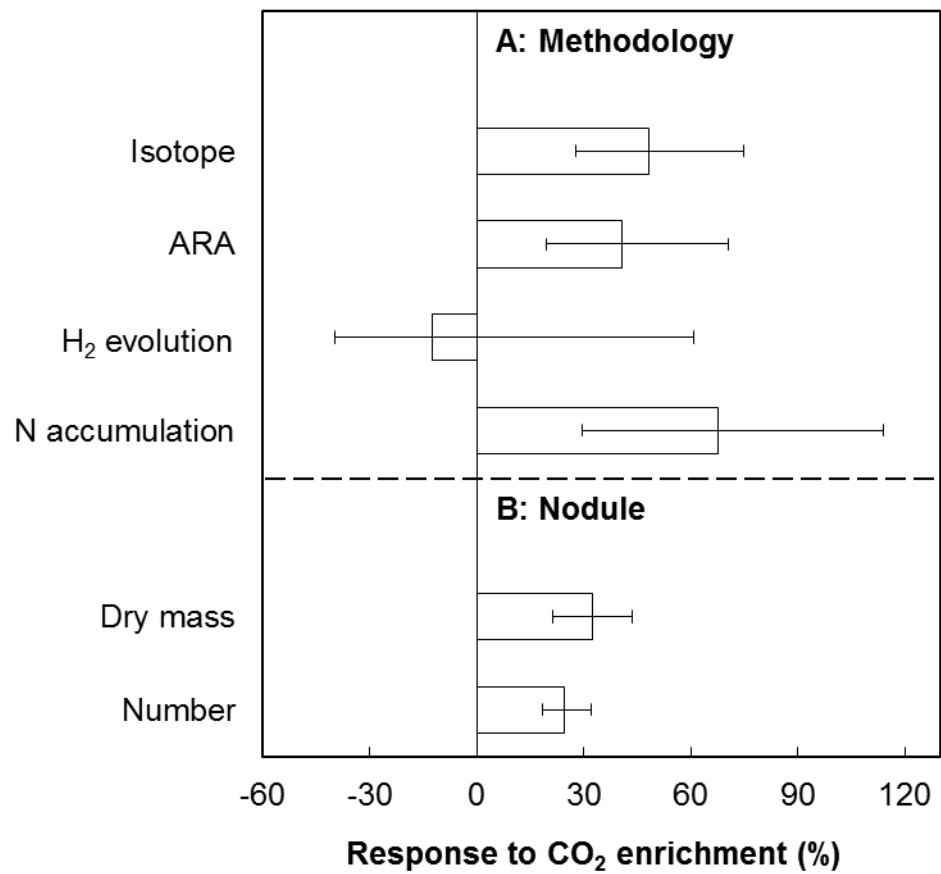 A: Methodology
Isotope
ARA
H₂ evolution
N accumulation
B: Nodule
Dry mass
Number
-60 -30 0 30 60 90 120
Response to CO₂ enrichment (%)